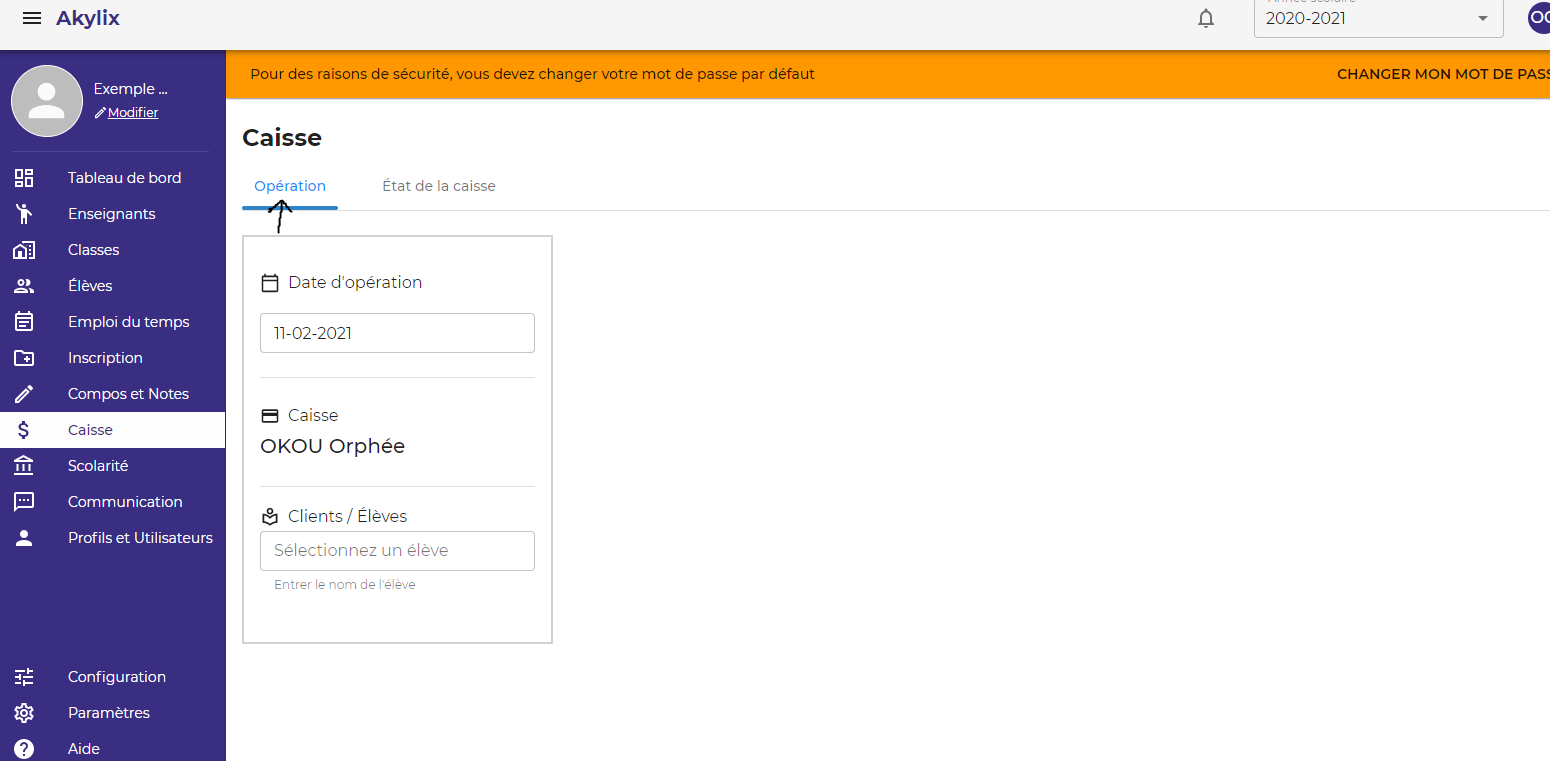 Akylix
Année scolaire
2020-2021
Pour des raisons de sécurité, vous devez changer votre mot de passe par défaut
CHANGER MON MOT DE PASS
Exemple ...
Modifier
Tableau de bord
Enseignants
Classes
Élèves
Emploi du temps
Inscription
Compos et Notes
Caisse
Scolarité
Communication
Profils et Utilisateurs
Configuration
Paramètres
Aide
Caisse
Opération
État de la caisse
Date d'opération
11-02-2021
Caisse
OKOU Orphée
Clients / Élèves
Sélectionnez un élève
Entrer le nom de l'élève